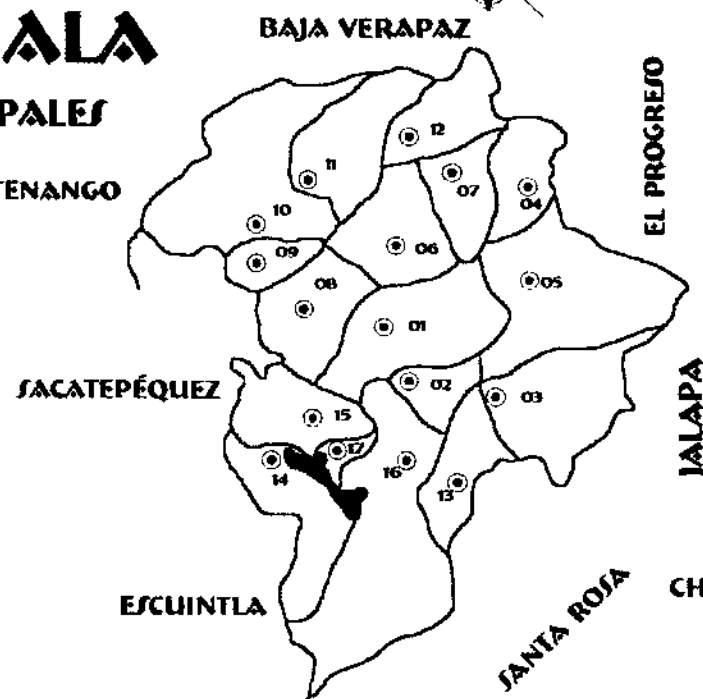 BAJA VERAPAZ
ALA
PALES
TENANGO
EL PROGRESO
12
11
07
04
10
09
06
08
05
01
02
03
SACATEPÉQUEZ
JALAPA
15
17
14
16
13
ESCUINTLA
SANTA ROSA
CH